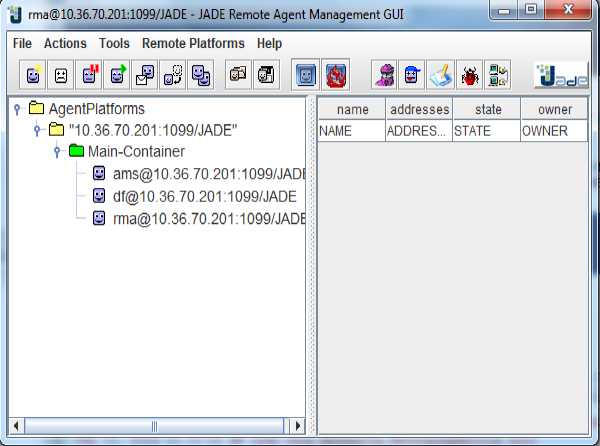 rma@10.36.70.201:1099/JADE - JADE Remote Agent Management GUI
File Actions Tools Remote Platforms Help
Jade
AgentPlatforms
"10.36.70.201:1099/JADE"
Main-Container
ams@10.36.70.201:1099/JADE
df@10.36.70.201:1099/JADE
rma@10.36.70.201:1099/JADE
name addresses state owner
NAME ADDRES... STATE OWNER